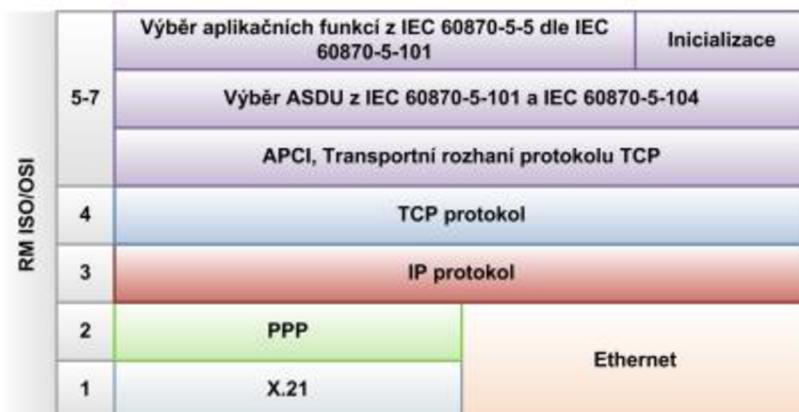 Výběr aplikačních funkcí z IEC 60870-5-5 dle IEC
60870-5-101
Inicializace
5-7
Výběr ASDU z IEC 60870-5-101 a IEC 60870-5-104
APCI, Transportní rozhaní protokolu TCP
RM ISO/OSI
4
TCP protokol
3
IP protokol
2
PPP
Ethernet
1
X.21